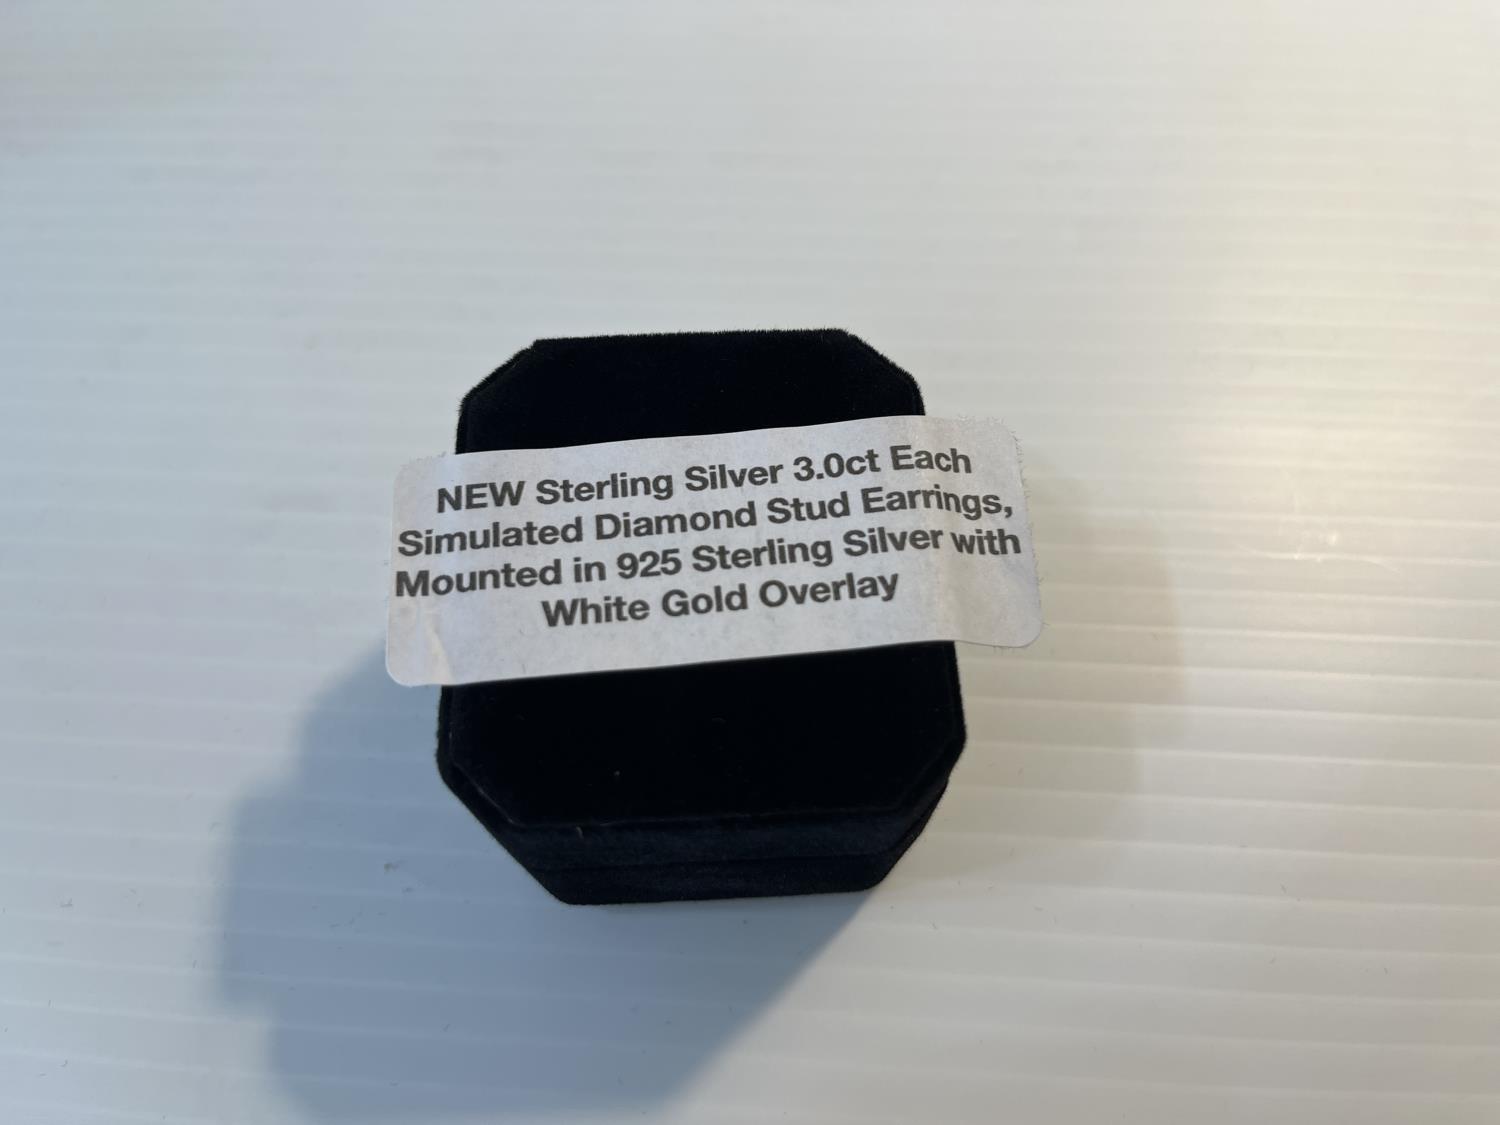 NEW Sterling Silver 3.0ct Each
Simulated Diamond Stud Earrings,
Mounted in 925 Sterling Silver with
White Gold Overlay